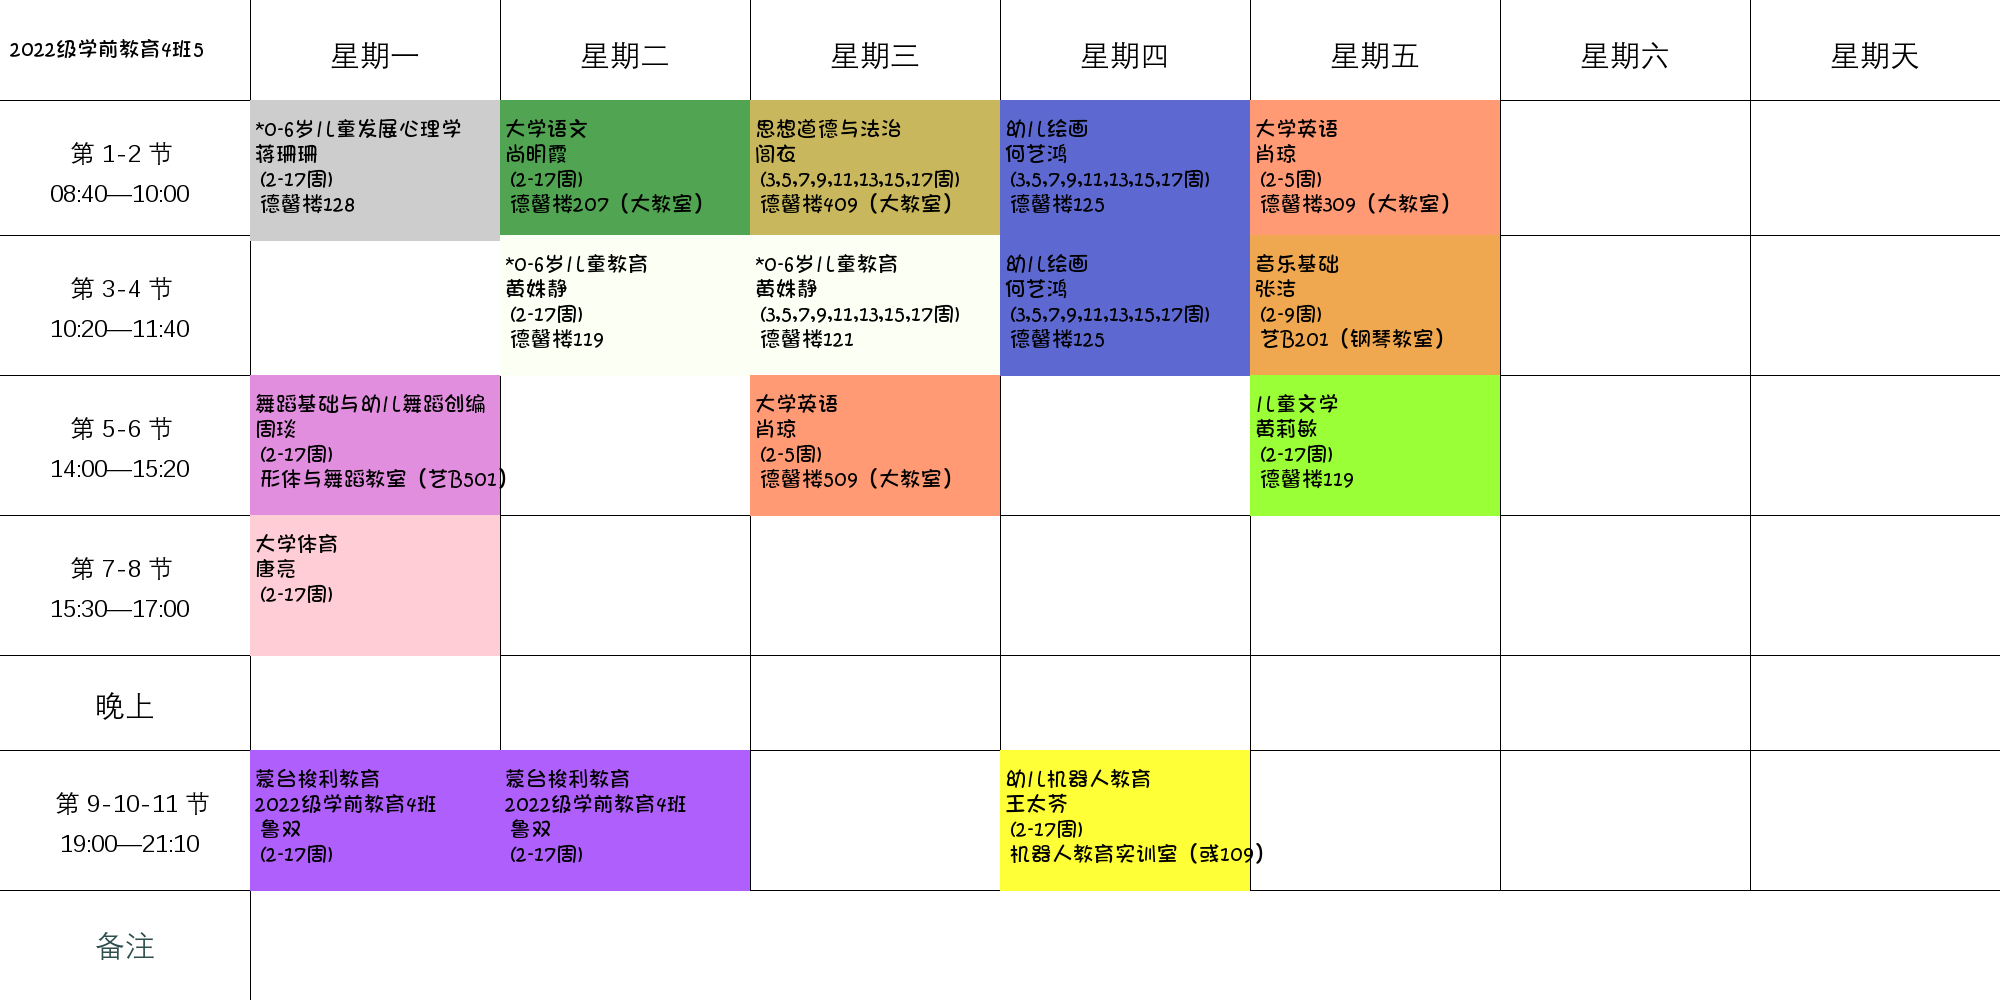 2022级学前教育4班5
星期一
星期二
星期三
星期四
星期五
星期六
星期天
第 1-2 节
08:40—10:00
*0-6岁儿童发展心理学
蒋珊珊
(2-17周)
德馨楼128
大学语文
尚明霞
(2-17周)
德馨楼207（大教室）
思想道德与法治
闾衣
(3,5,7,9,11,13,15,17周)
德馨楼409（大教室）
幼儿绘画
何艺鸿
(3,5,7,9,11,13,15,17周)
德馨楼125
大学英语
肖琼
(2-5周)
德馨楼309（大教室）
第 3-4 节
10:20—11:40
*0-6岁儿童教育
黄姝静
(2-17周)
德馨楼119
*0-6岁儿童教育
黄姝静
(3,5,7,9,11,13,15,17周)
德馨楼121
幼儿绘画
何艺鸿
(3,5,7,9,11,13,15,17周)
德馨楼125
音乐基础
张洁
(2-9周)
艺B201（钢琴教室）
第 5-6 节
14:00—15:20
舞蹈基础与幼儿舞蹈创编
周琰
(2-17周)
形体与舞蹈教室（艺B501）
大学英语
肖琼
(2-5周)
德馨楼509（大教室）
儿童文学
黄莉敏
(2-17周)
德馨楼119
第 7-8 节
15:30—17:00
大学体育
唐亮
(2-17周)
晚上
第 9-10-11 节
19:00—21:10
蒙台梭利教育
2022级学前教育4班
鲁双
(2-17周)
蒙台梭利教育
2022级学前教育4班
鲁双
(2-17周)
幼儿机器人教育
王太芬
(2-17周)
机器人教育实训室（彧109）
备注